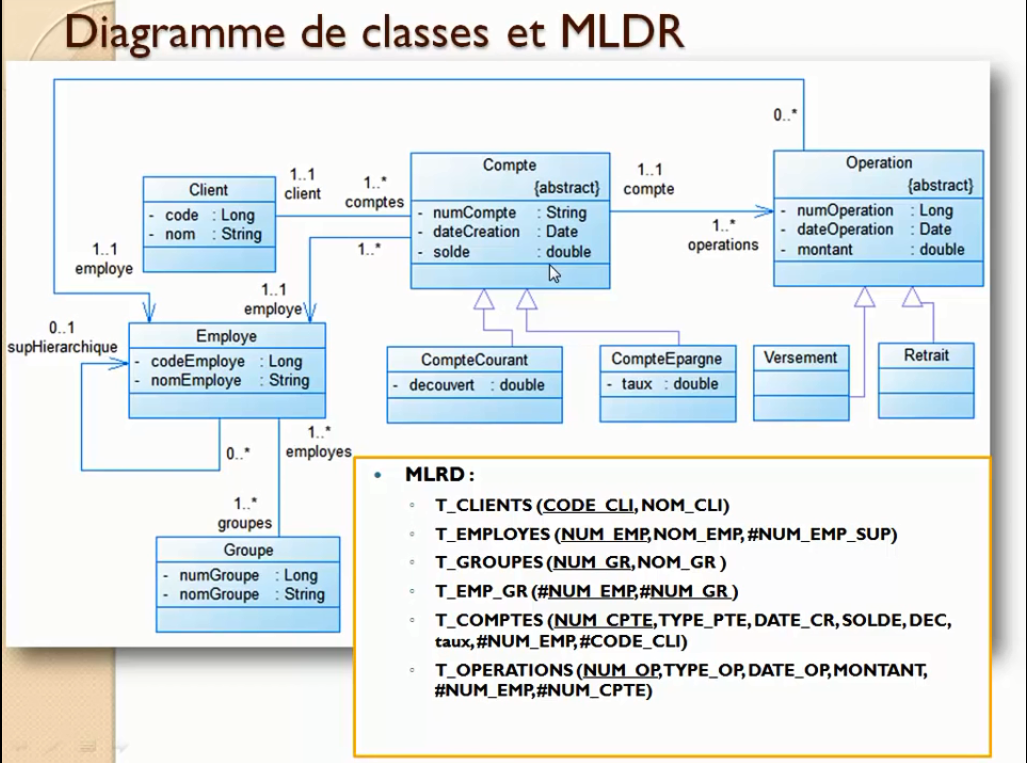 Diagramme de classes et MLDR
0..*
Client
- code : Long
- nom : String
1..1
client
1..*
comptes
Compte
{abstract}
- numCompte : String
- dateCreation : Date
- solde : double
1..1
compte
1..*
operations
Operation
{abstract}
- numOperation : Long
- dateOperation : Date
- montant : double
1..1
employe
1..*
1..1
employe
0..1
supHierarchique
Employe
- codeEmploye : Long
- nomEmploye : String
CompteCourant
- decouvert : double
CompteEpargne
- taux : double
Versement
Retrait
0..*
1..*
employes
1..*
groupes
Groupe
- numGroupe : Long
- nomGroupe : String
• MLRD :
◦ T_CLIENTS (CODE_CLI, NOM_CLI)
◦ T_EMPLOYES (NUM_EMP, NOM_EMP, #NUM_EMP_SUP)
◦ T_GROUPES (NUM_GR, NOM_GR )
◦ T_EMP_GR (#NUM_EMP,#NUM_GR )
◦ T_COMPTES (NUM_CPTE,TYPE_PTE, DATE_CR, SOLDE, DEC,
taux, #NUM_EMP, #CODE_CLI)
◦ T_OPERATIONS (NUM_OP,TYPE_OP, DATE_OP, MONTANT,
#NUM_EMP,#NUM_CPTE)